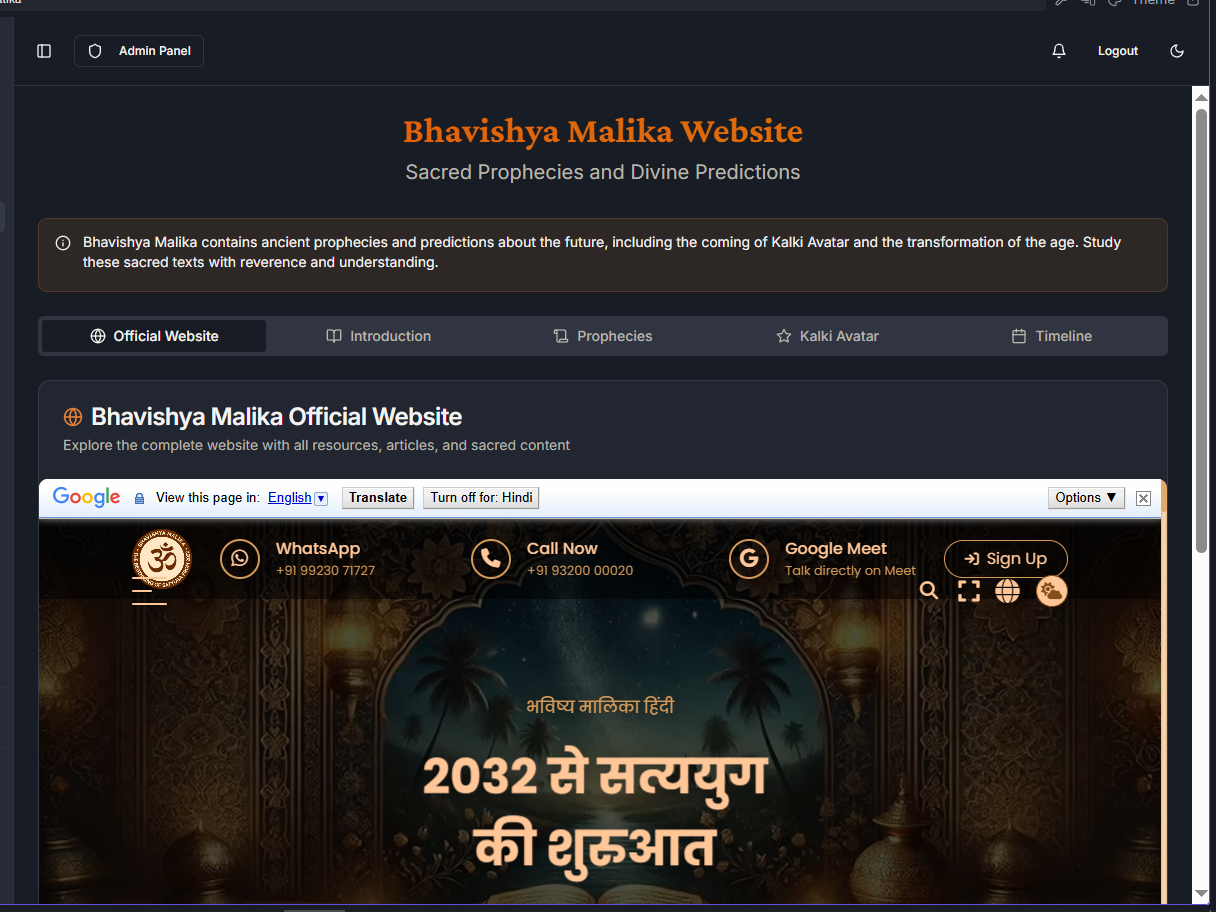 Theme
Admin Panel
Logout
Bhavishya Malika Website
Sacred Prophecies and Divine Predictions
Bhavishya Malika contains ancient prophecies and predictions about the future, including the coming of Kalki Avatar and the transformation of the age. Study
these sacred texts with reverence and understanding.
Official Website
Introduction
Prophecies
Kalki Avatar
Timeline
Bhavishya Malika Official Website
Explore the complete website with all resources, articles, and sacred content
Google View this page in: English ▼ Translate Turn off for: Hindi Options ▼
ॐ
WhatsApp
+91 99230 71727
Call Now
+91 93200 00020
G
Google Meet
Talk directly on Meet
Sign Up
भविष्य मालिका हिंदी
2032 से सत्ययुग
की शुरुआत